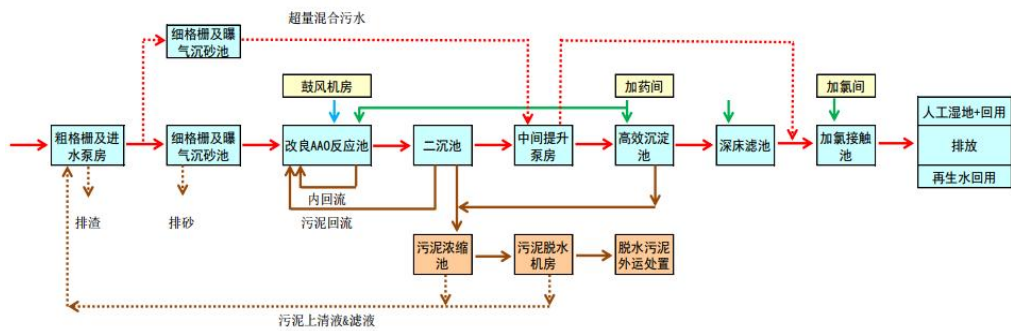 超量混合污水
细格栅及曝
气沉砂池
鼓风机房
加药间
加氯间
粗格栅及进
水泵房
细格栅及曝
气沉砂池
改良AAO反应池
二沉池
中间提升
泵房
高效沉淀
池
深床滤池
加氯接触
池
人工湿地+回用
排放
再生水回用
内回流
排渣
排砂
污泥回流
污泥浓缩
池
污泥脱水
机房
脱水污泥
外运处置
污泥上清液&滤液